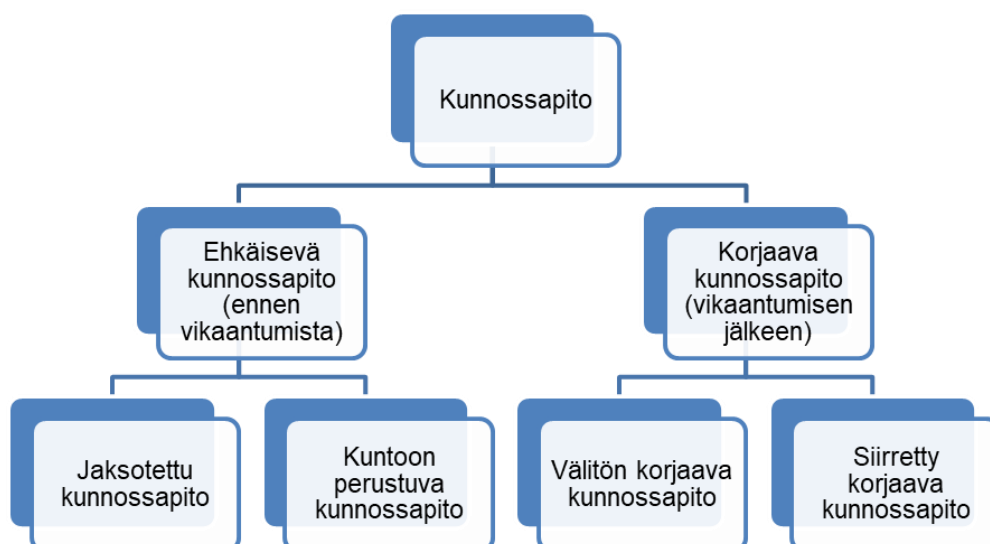 Kunnossapito
Ehkäisevä
kunnossapito
(ennen
vikaantumista)
Korjaava
kunnossapito
(vikaantumisen
jälkeen)
Jaksotettu
kunnossapito
Kuntoon
perustuva
kunnossapito
Välitön korjaava
kunnossapito
Siirretty
korjaava
kunnossapito